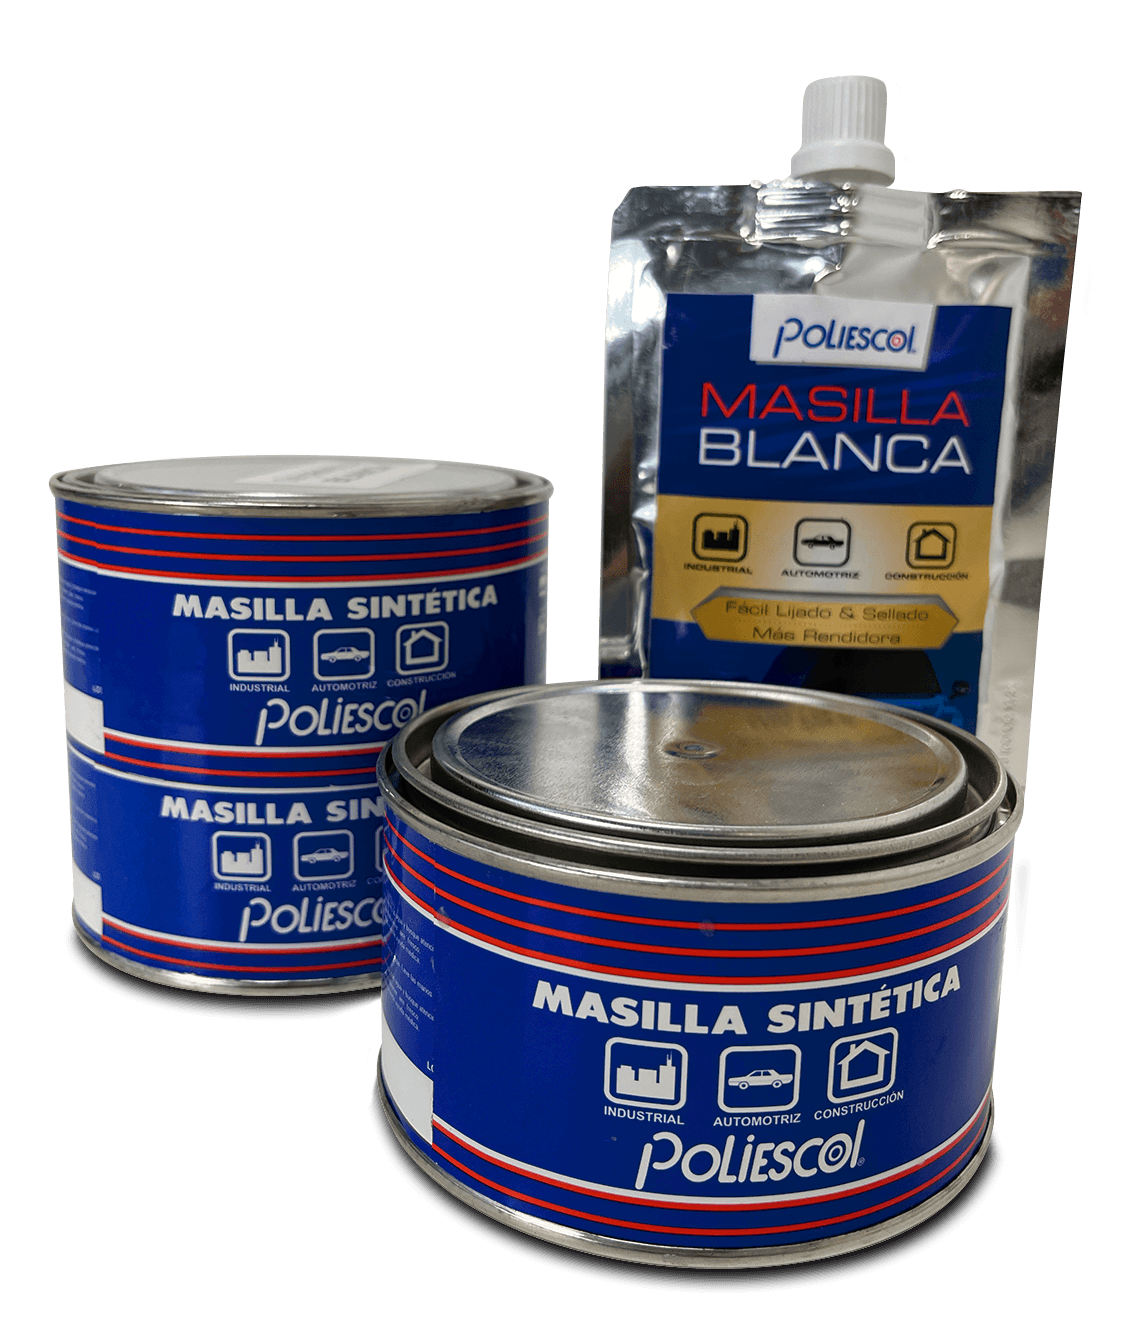 POLIESCOL
MASILLA
BLANCA
INDUSTRIAL
AUTOMOTRIZ
CONSTRUCCIÓN
Fácil Lijado & Sellado
Más Rendidora
MASILLA SINTÉTICA
INDUSTRIAL
AUTOMOTRIZ
CONSTRUCCIÓN
POLIESCOL
MASILLA SIN
INDUSTRIAL
AUTOMOTRIZ
POLIESC
MASILLA SINTÉTICA
INDUSTRIAL
AUTOMOTRIZ
CONSTRUCCIÓN
POLIESCOL®